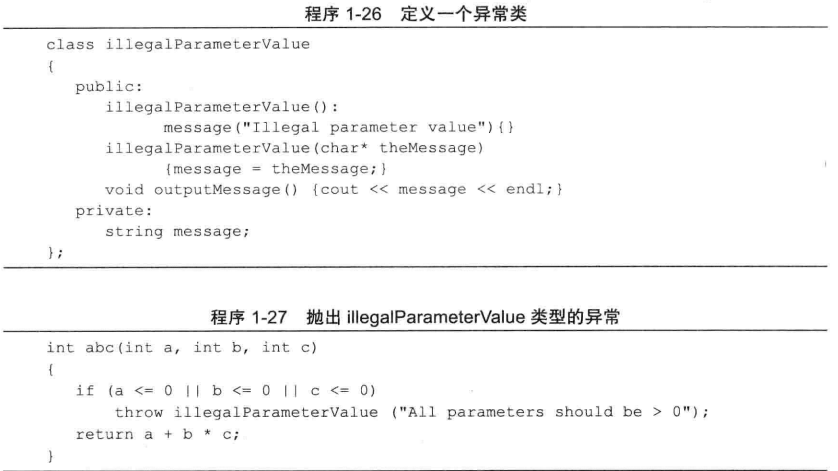 程序 1-26 定义一个异常类
class illegalParameterValue
{
   public:
      illegalParameterValue():
            message("Illegal parameter value"){}
      illegalParameterValue(char* theMessage)
            {message = theMessage;}
      void outputMessage() {cout << message << endl;}
   private:
      string message;
};
程序 1-27 抛出 illegalParameterValue 类型的异常
int abc(int a, int b, int c)
{
   if (a <= 0 || b <= 0 || c <= 0)
       throw illegalParameterValue ("All parameters should be > 0");
   return a + b * c;
}